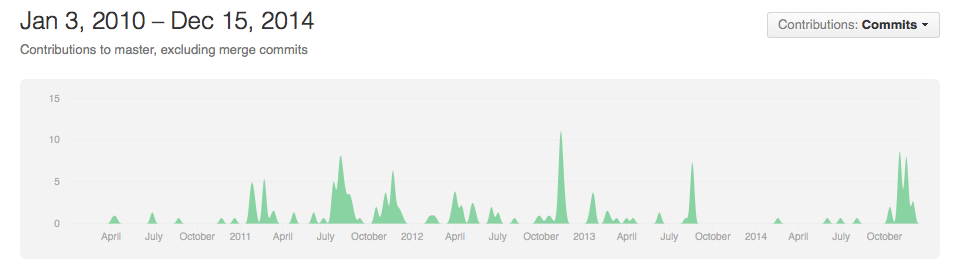 Jan 3, 2010 – Dec 15, 2014
Contributions: Commits
Contributions to master, excluding merge commits
15
10
5
0
April July October 2011 April July October 2012 April July October 2013 April July October 2014 April July October